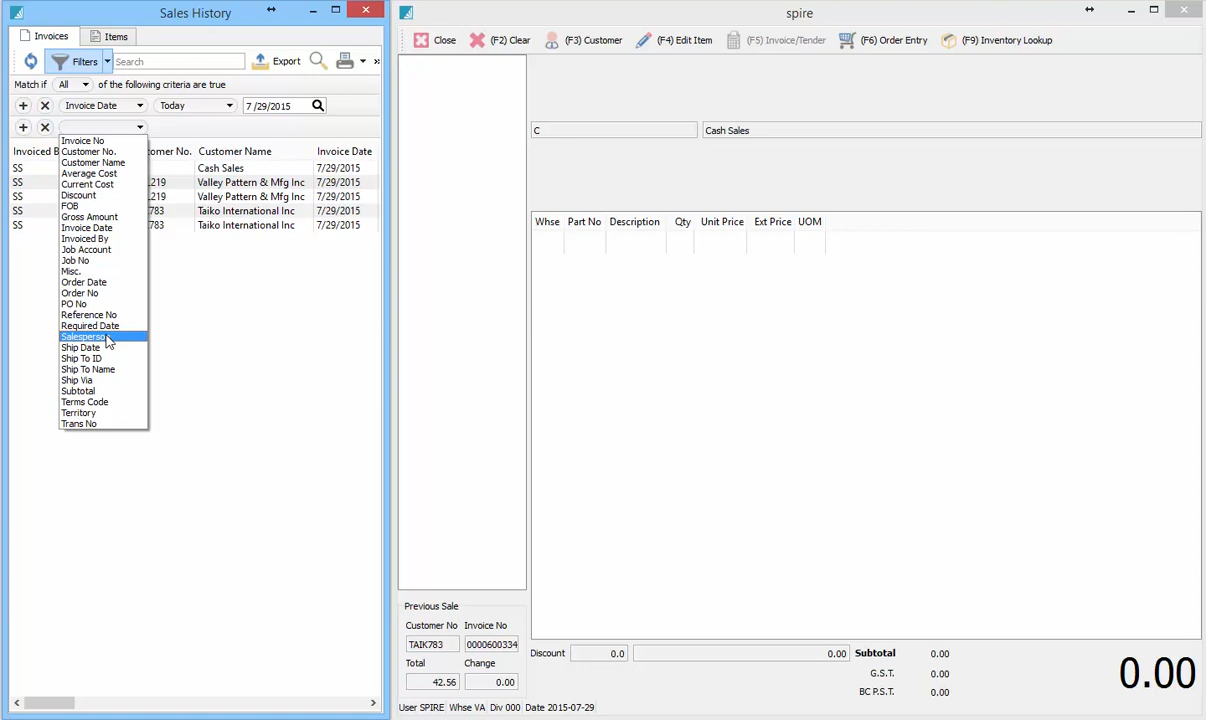 Sales History
Invoices
Items
Filters
Search
Export
»
Match if All of the following criteria are true
Invoice Date Today 7 /29/2015
Invoice No
Customer No.
Customer Name
Average Cost
Current Cost
Discount
FOB
Gross Amount
Invoice Date
Invoiced By
Job Account
Job No
Misc.
Order Date
Order No
PO No
Reference No
Required Date
Salesperso
Ship Date
Ship To ID
Ship To Name
Ship Via
Subtotal
Terms Code
Territory
Trans No
Invoiced B omer No. Customer Name Invoice Date
SS Cash Sales 7/29/2015
SS L219 Valley Pattern & Mfg Inc 7/29/2015
SS L219 Valley Pattern & Mfg Inc 7/29/2015
SS 783 Taiko International Inc 7/29/2015
SS 783 Taiko International Inc 7/29/2015
spire
Close (F2) Clear (F3) Customer (F4) Edit Item (F5) Invoice/Tender (F6) Order Entry (F9) Inventory Lookup
C Cash Sales
Whse Part No Description Qty Unit Price Ext Price UOM
Previous Sale
Customer No Invoice No
TAIK783 0000600334
Total Change
42.56 0.00
Discount 0.0 0.00 Subtotal 0.00
G.S.T. 0.00
BC P.S.T. 0.00
0.00
User SPIRE Whse VA Div 000 Date 2015-07-29